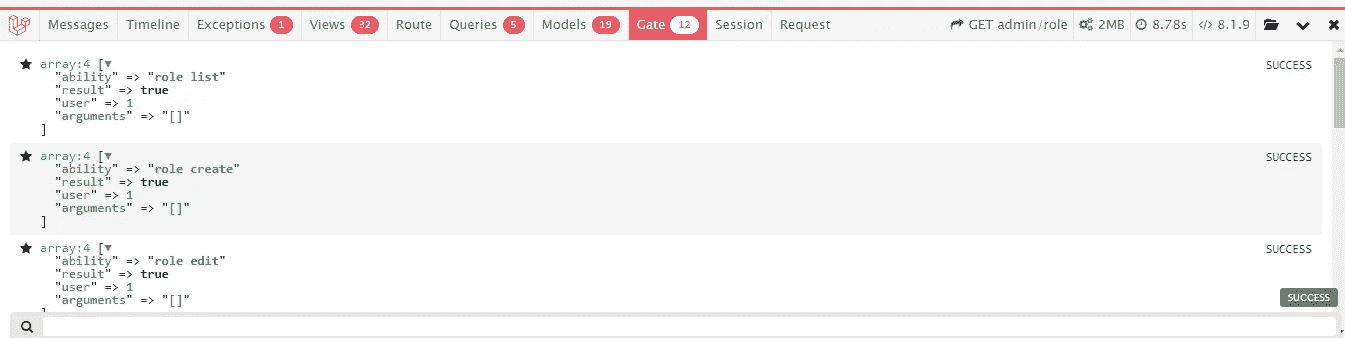 Messages Timeline Exceptions 1 Views 32 Route Queries 5 Models 19 Gate 12 Session Request GET admin/role 2MB 8.78s </> 8.1.9
array:4 [▼ SUCCESS
"ability" => "role list"
"result" => true
"user" => 1
"arguments" => "[]"
]
array:4 [▼ SUCCESS
"ability" => "role create"
"result" => true
"user" => 1
"arguments" => "[]"
]
array:4 [▼ SUCCESS
"ability" => "role edit"
"result" => true
"user" => 1
"arguments" => "[]"
]
SUCCESS